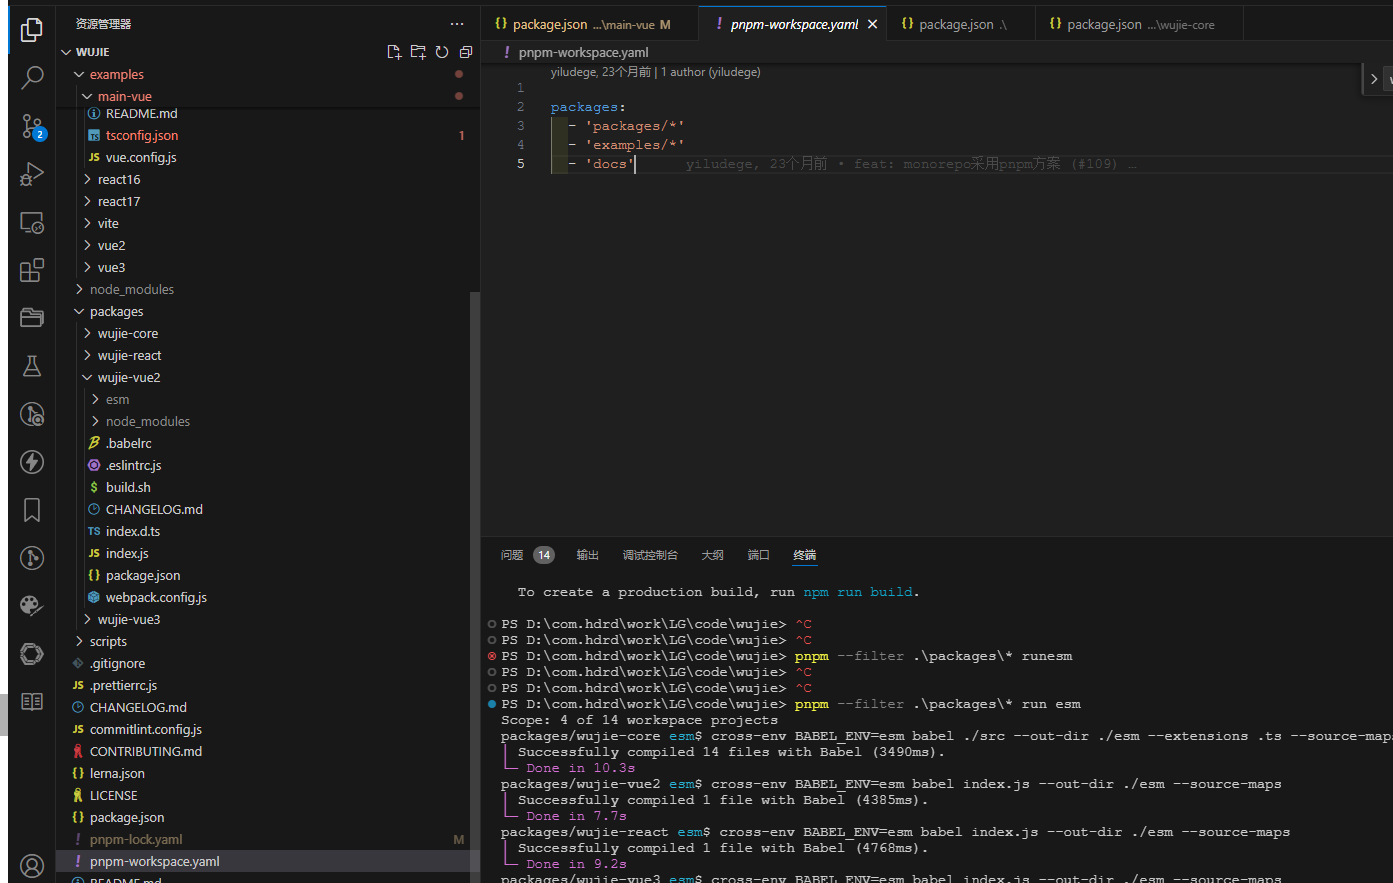 资源管理器
WUJIE
examples
main-vue
README.md
tsconfig.json 1
vue.config.js
react16
react17
vite
vue2
vue3
node_modules
packages
wujie-core
wujie-react
wujie-vue2
esm
node_modules
.babelrc
.eslintrc.js
build.sh
CHANGELOG.md
index.d.ts
index.js
package.json
webpack.config.js
wujie-vue3
scripts
.gitignore
.prettierrc.js
CHANGELOG.md
commitlint.config.js
CONTRIBUTING.md
lerna.json
LICENSE
package.json
pnpm-lock.yaml M
pnpm-workspace.yaml
README.md
2
package.json ...\main-vue M
pnpm-workspace.yaml
package.json .\
package.json ...\wujie-core
pnpm-workspace.yaml
yiludege, 23个月前 | 1 author (yiludege)
1
2 packages:
3 - 'packages/*'
4 - 'examples/*'
5 - 'docs' yiludege, 23个月前 • feat: monorepo采用pnpm方案 (#109) …
问题 14 输出 调试控制台 大纲 端口 终端
To create a production build, run npm run build.
PS D:\com.hdrd\work\LG\code\wujie> ^C
PS D:\com.hdrd\work\LG\code\wujie> ^C
PS D:\com.hdrd\work\LG\code\wujie> pnpm --filter .\packages\* runesm
PS D:\com.hdrd\work\LG\code\wujie> ^C
PS D:\com.hdrd\work\LG\code\wujie> ^C
PS D:\com.hdrd\work\LG\code\wujie> pnpm --filter .\packages\* run esm
Scope: 4 of 14 workspace projects
packages/wujie-core esm$ cross-env BABEL_ENV=esm babel ./src --out-dir ./esm --extensions .ts --source-maps
Successfully compiled 14 files with Babel (3490ms).
Done in 10.3s
packages/wujie-vue2 esm$ cross-env BABEL_ENV=esm babel index.js --out-dir ./esm --source-maps
Successfully compiled 1 file with Babel (4385ms).
Done in 7.7s
packages/wujie-react esm$ cross-env BABEL_ENV=esm babel index.js --out-dir ./esm --source-maps
Successfully compiled 1 file with Babel (4768ms).
Done in 9.2s
packages/wujie-vue3 esm$ cross-env BABEL_ENV=esm babel index.js --out-dir ./esm --source-maps